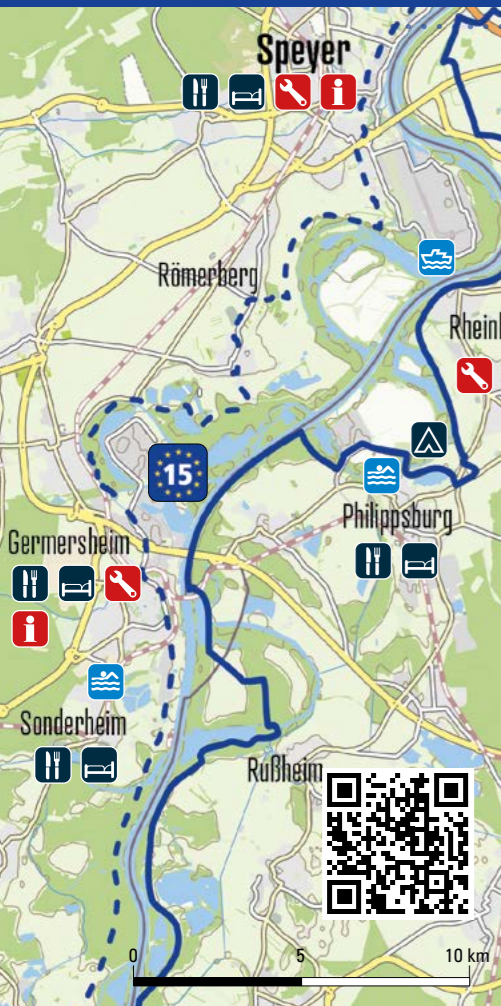 Speyer
Römerberg
Rheinl
15
Philippsburg
Germersheim
Sonderheim
Rußheim
0 5 10 km